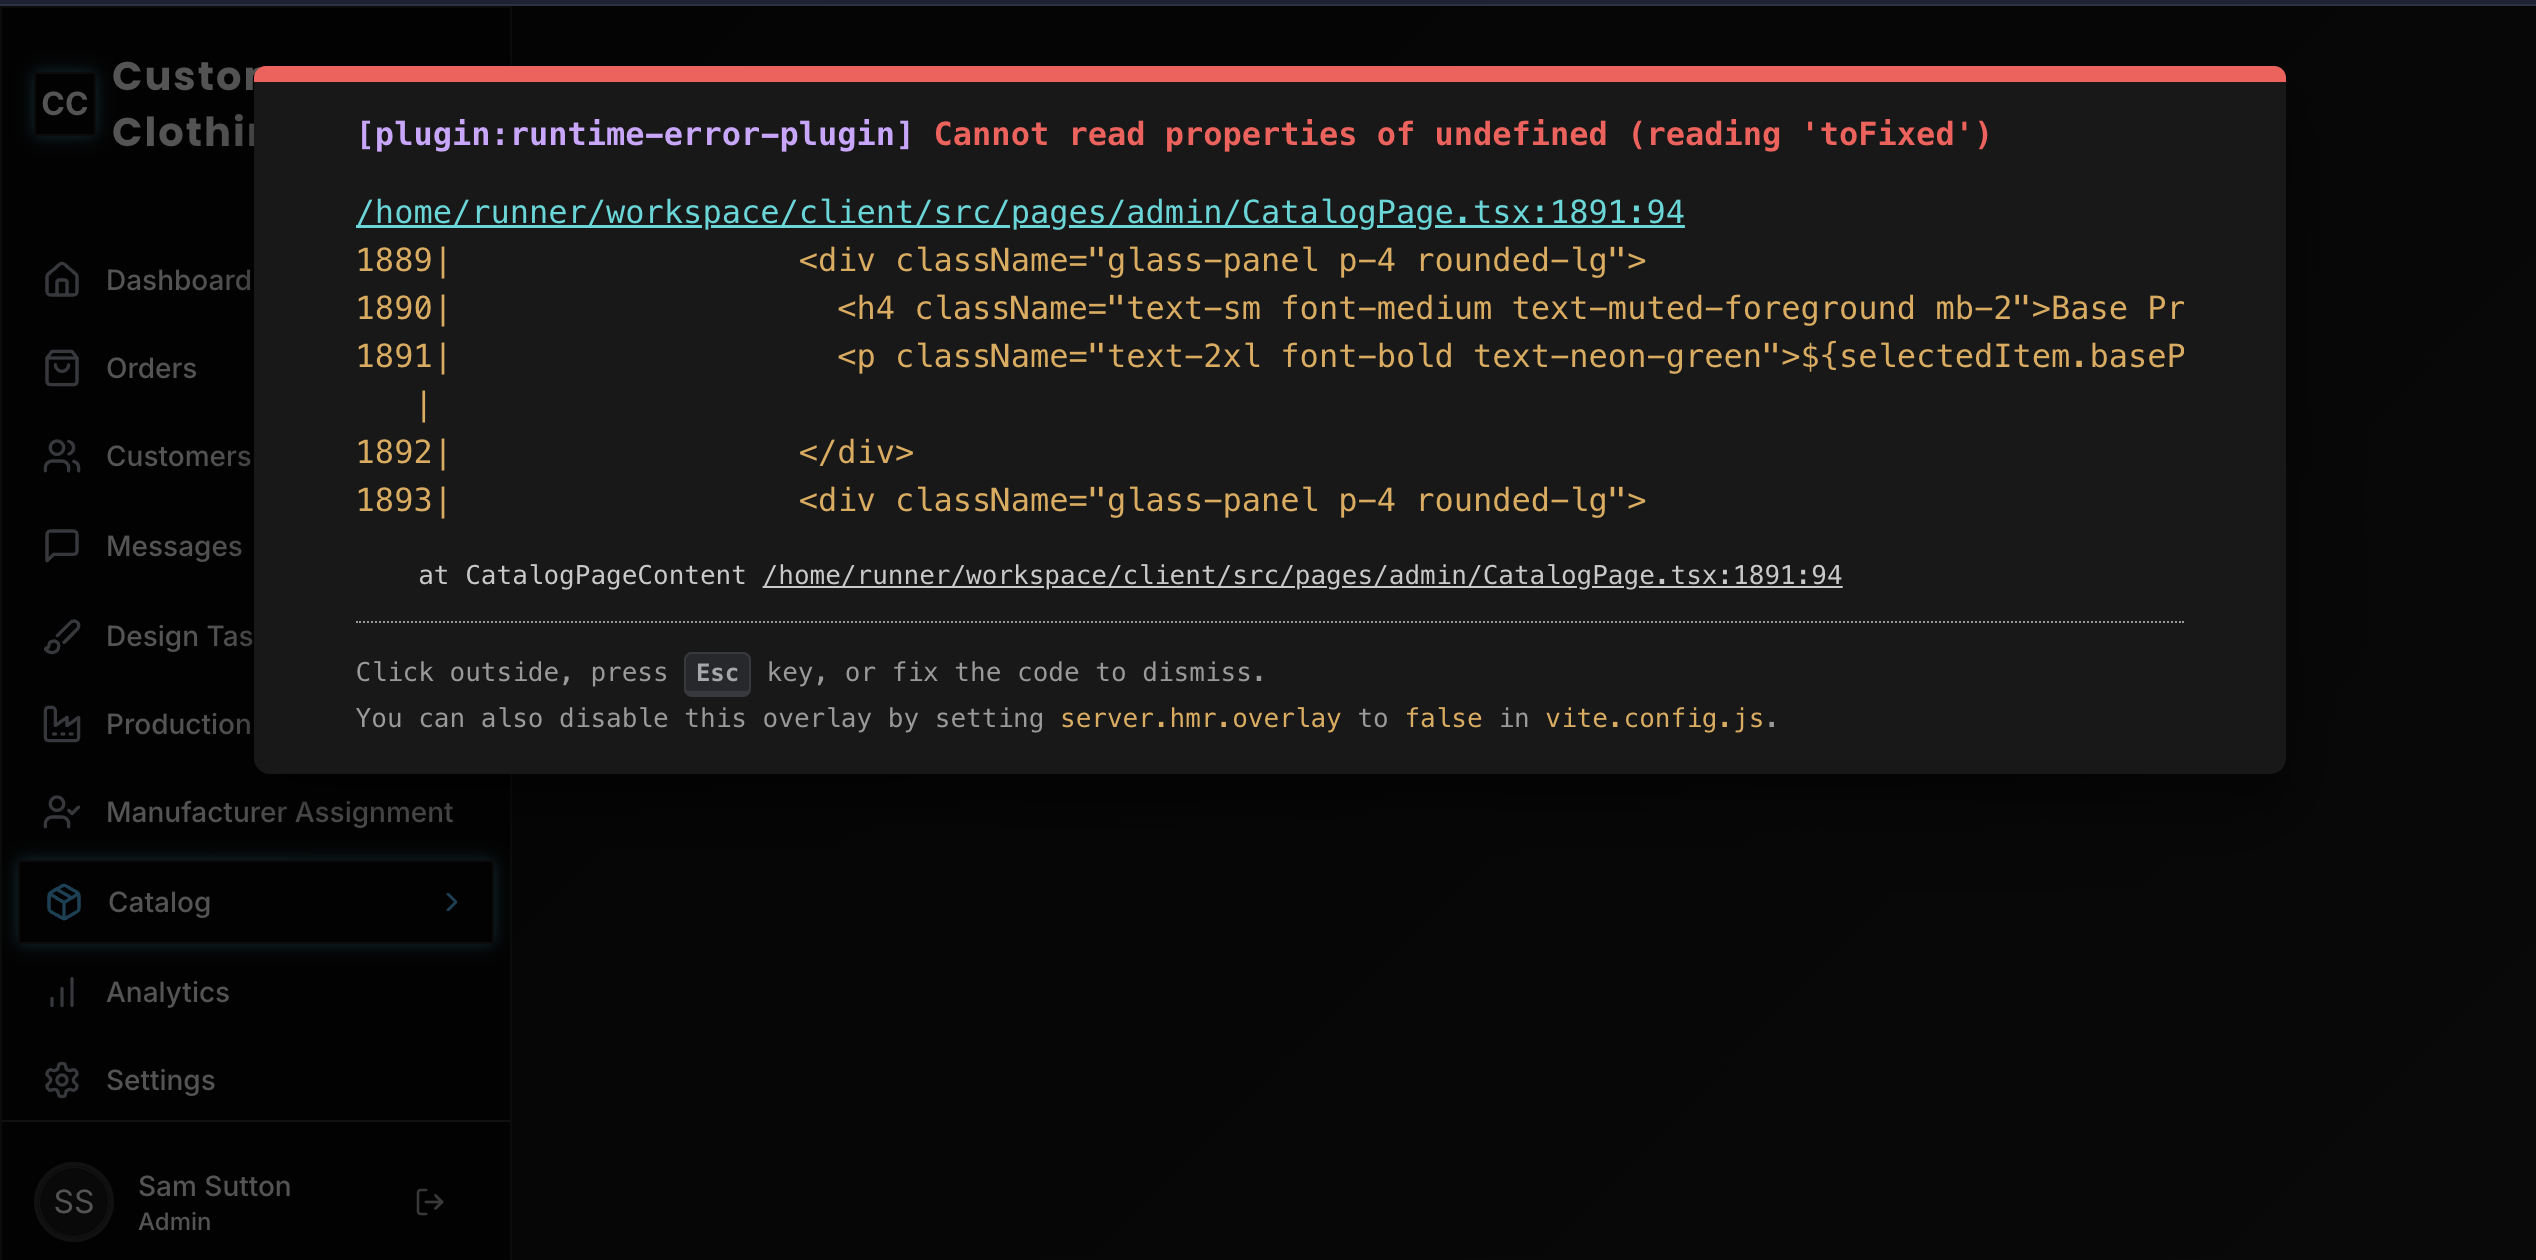 CC
Custo
Clothi
Dashboard
Orders
Customers
Messages
Design Tas
Production
Manufacturer Assignment
Catalog
Analytics
Settings
SS
Sam Sutton
Admin
[plugin:runtime-error-plugin] Cannot read properties of undefined (reading 'toFixed')
/home/runner/workspace/client/src/pages/admin/CatalogPage.tsx:1891:94
1889|                  <div className="glass-panel p-4 rounded-lg">
1890|                    <h4 className="text-sm font-medium text-muted-foreground mb-2">Base Pr
1891|                    <p className="text-2xl font-bold text-neon-green">${selectedItem.baseP
|
1892|                  </div>
1893|                  <div className="glass-panel p-4 rounded-lg">
at CatalogPageContent /home/runner/workspace/client/src/pages/admin/CatalogPage.tsx:1891:94
Click outside, press Esc key, or fix the code to dismiss.
You can also disable this overlay by setting server.hmr.overlay to false in vite.config.js.